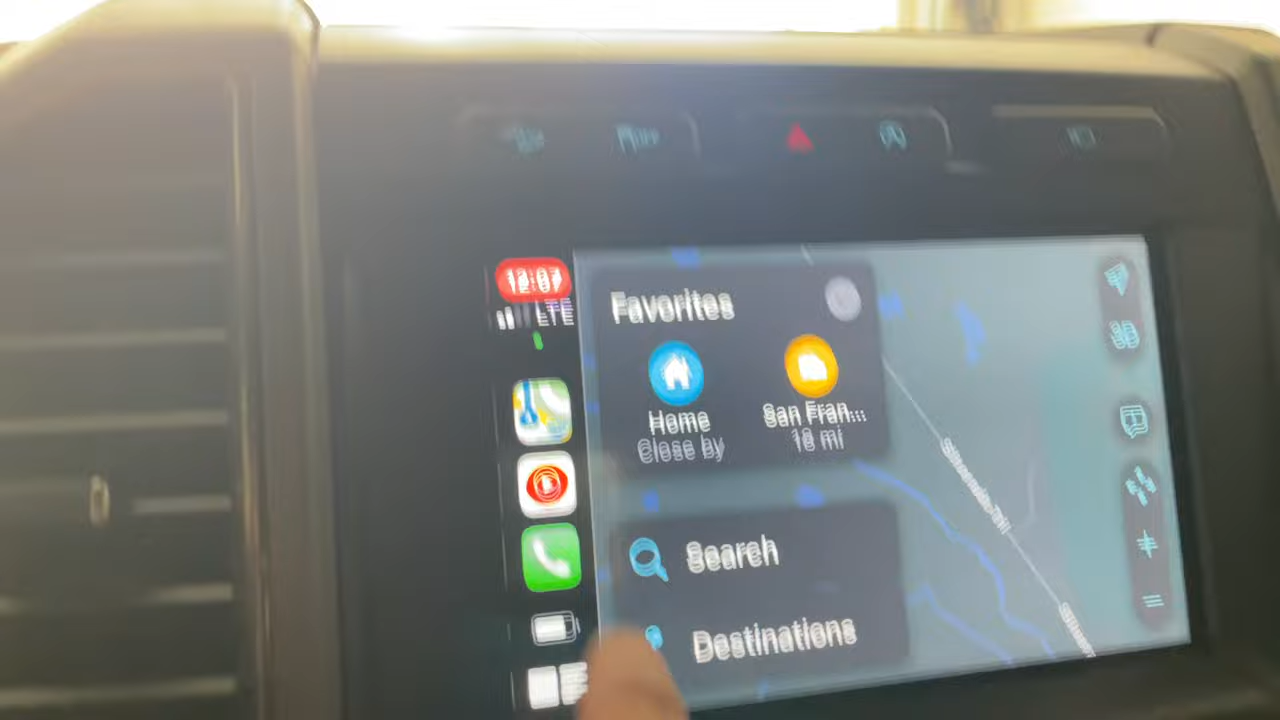 12:07
LTE
Favorites
Home
Close by
San Fran...
18 mi
Search
Destinations